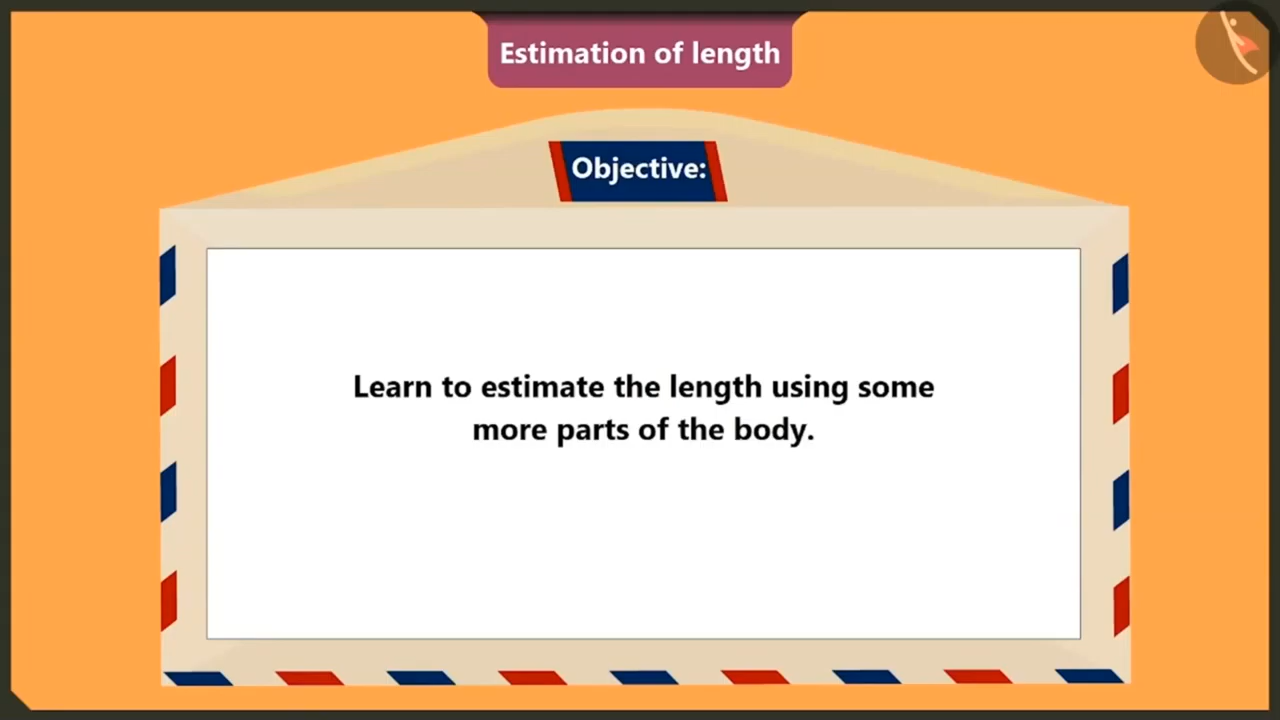 Estimation of length
Objective:
Learn to estimate the length using some
more parts of the body.